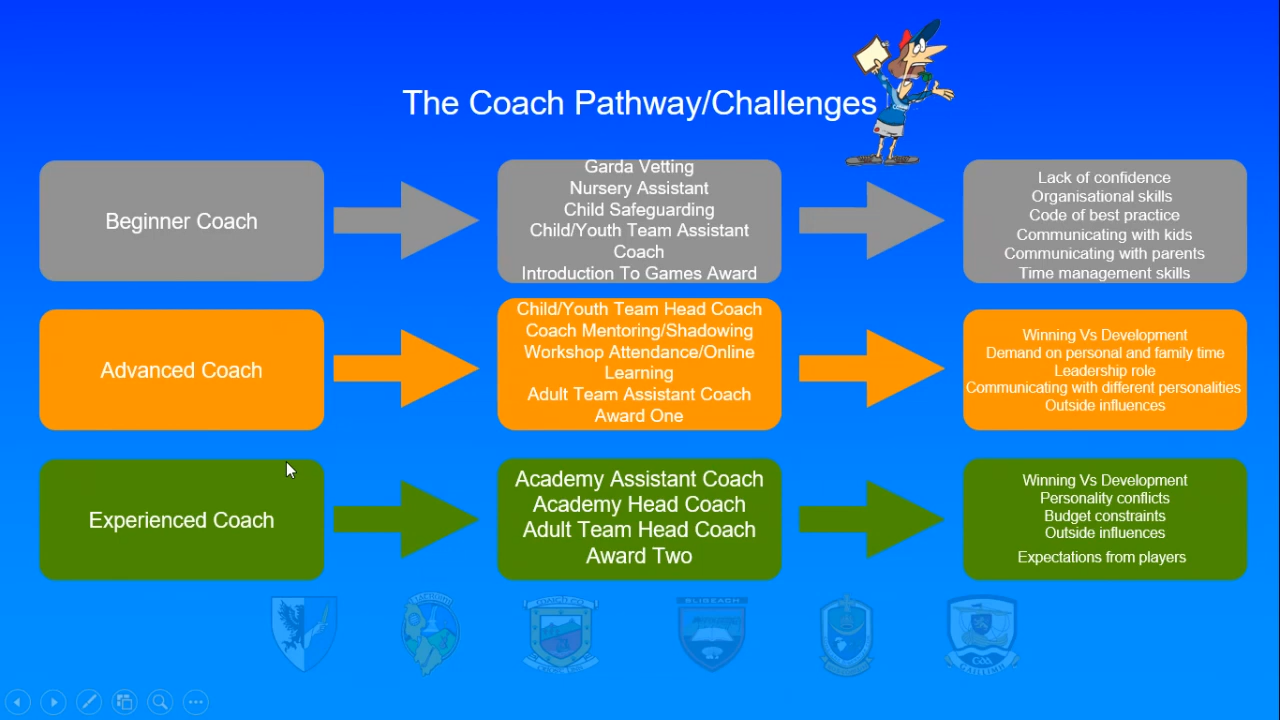 The Coach Pathway/Challenges
Beginner Coach
Garda Vetting
Nursery Assistant
Child Safeguarding
Child/Youth Team Assistant
Coach
Introduction To Games Award
Lack of confidence
Organisational skills
Code of best practice
Communicating with kids
Communicating with parents
Time management skills
Advanced Coach
Child/Youth Team Head Coach
Coach Mentoring/Shadowing
Workshop Attendance/Online
Learning
Adult Team Assistant Coach
Award One
Winning Vs Development
Demand on personal and family time
Leadership role
Communicating with different personalities
Outside influences
Experienced Coach
Academy Assistant Coach
Academy Head Coach
Adult Team Head Coach
Award Two
Winning Vs Development
Personality conflicts
Budget constraints
Outside influences
Expectations from players
SLIGEACH
GAILLIMH